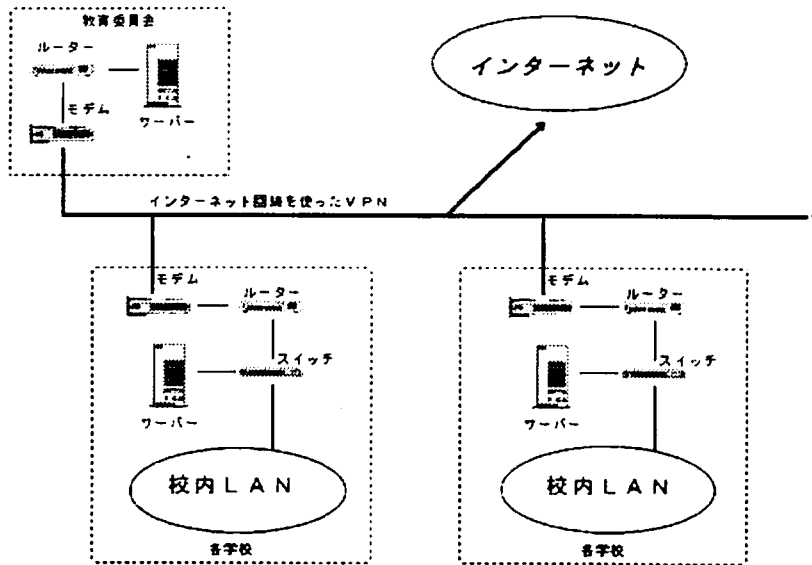 教育委員会
ルーター
モデム
サーバー
インターネット
インターネット回線を使ったVPN
モデム
ルーター
スイッチ
サーバー
校内LAN
各学校
モデム
ルーター
スイッチ
サーバー
校内LAN
各学校